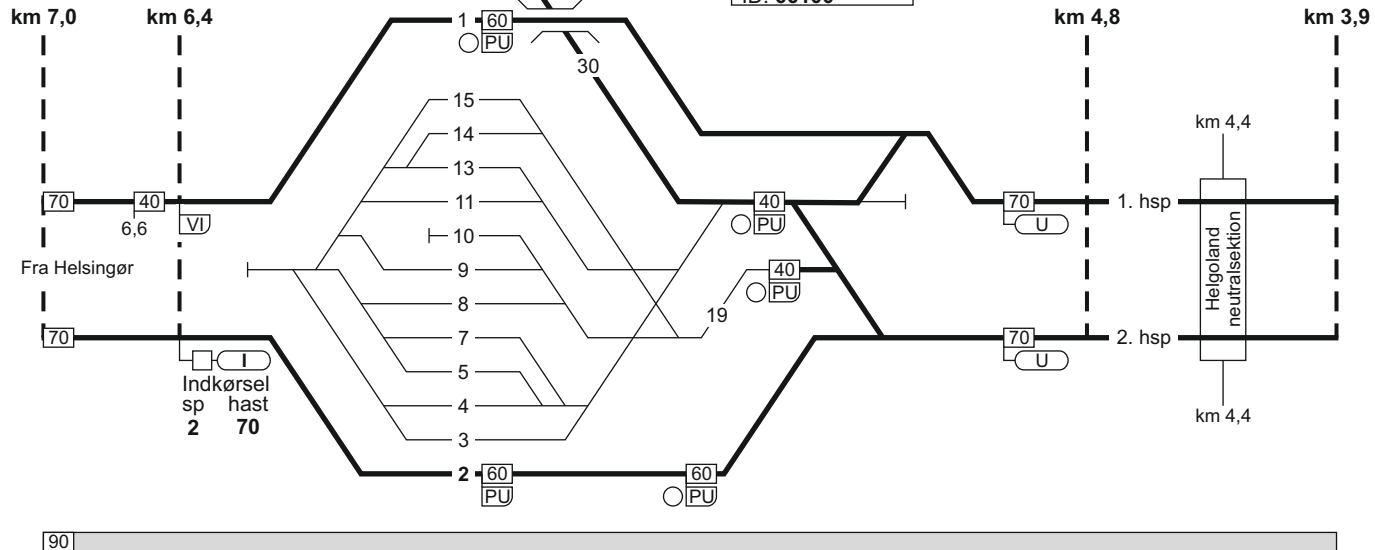 km 7,0
km 6,4
1
60
PU
30
km 4,8
km 3,9
15
14
13
11
10
9
8
7
5
4
3
2
60
PU
60
PU
70
40
6,6
VI
Fra Helsingør
70
I
Indkørsel
sp hast
2 70
40
PU
40
PU
19
70
U
1. hsp
km 4,4
Helgoland
neutralsektion
70
U
2. hsp
km 4,4
90